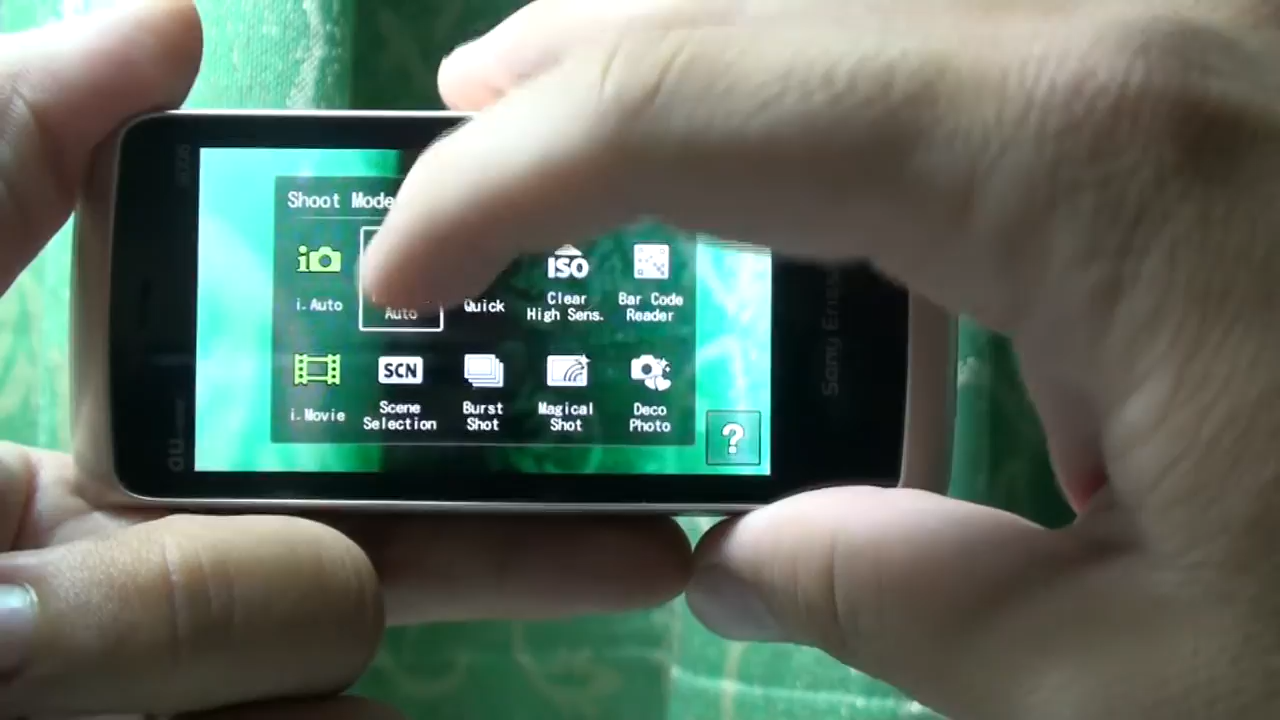 Shoot Mode
i.Auto
Auto
Quick
ISO
Clear
High Sens.
Bar Code
Reader
i.Movie
SCN
Scene
Selection
Burst
Shot
Magical
Shot
Deco
Photo
?
au
Sony Erics